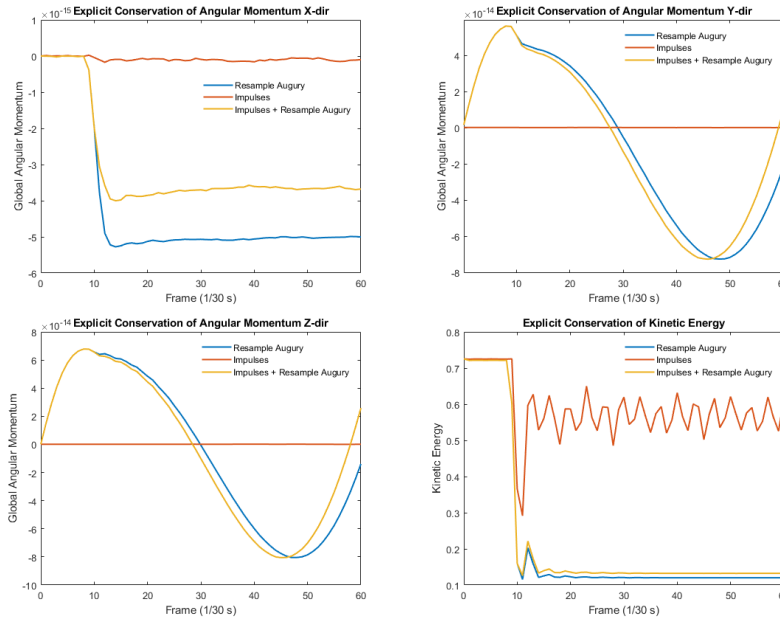 Explicit Conservation of Angular Momentum X-dir
×10⁻¹⁵
1
0
-1
-2
-3
-4
-5
-6
0 10 20 30 40 50 60
Frame (1/30 s)
Global Angular Momentum
Resample Augury
Impulses
Impulses + Resample Augury
Explicit Conservation of Angular Momentum Y-dir
×10⁻¹⁴
4
2
0
-2
-4
-6
-8
0 10 20 30 40 50 60
Frame (1/30 s)
Global Angular Momentum
Resample Augury
Impulses
Impulses + Resample Augury
Explicit Conservation of Angular Momentum Z-dir
×10⁻¹⁴
8
6
4
2
0
-2
-4
-6
-8
-10
0 10 20 30 40 50 60
Frame (1/30 s)
Global Angular Momentum
Resample Augury
Impulses
Impulses + Resample Augury
Explicit Conservation of Kinetic Energy
0.8
0.7
0.6
0.5
0.4
0.3
0.2
0.1
0 10 20 30 40 50 60
Frame (1/30 s)
Kinetic Energy
Resample Augury
Impulses
Impulses + Resample Augury